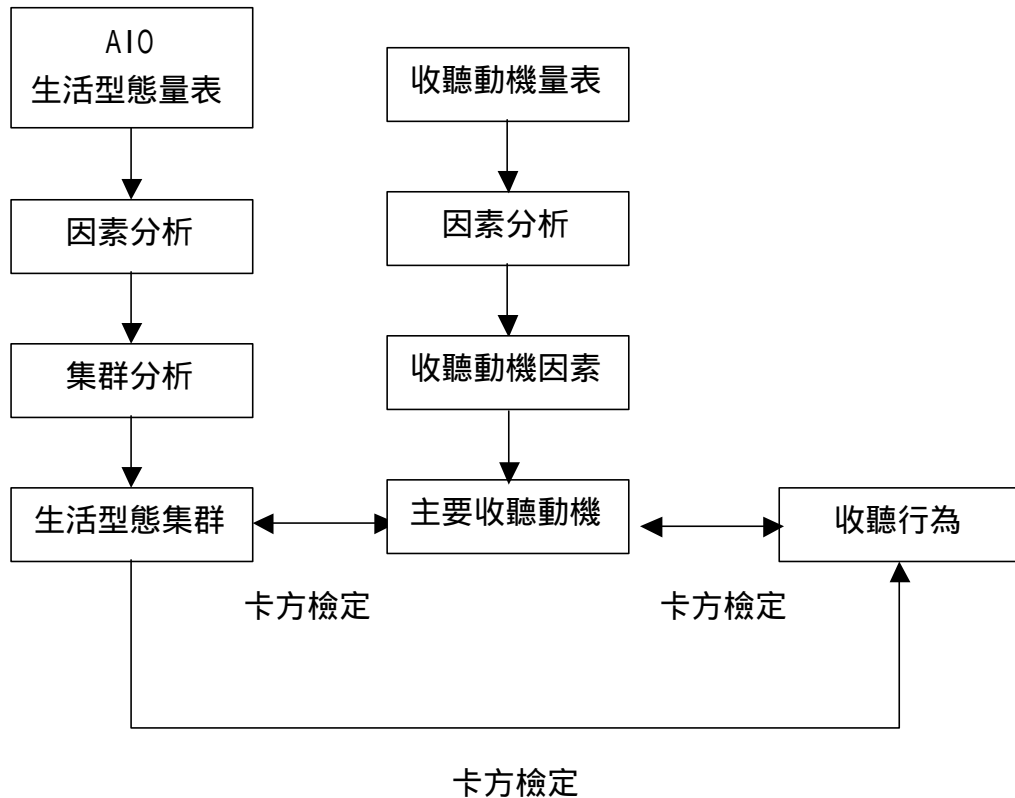 AIO
生活型態量表
收聽動機量表
因素分析
因素分析
集群分析
收聽動機因素
生活型態集群
主要收聽動機
收聽行為
卡方檢定
卡方檢定
卡方檢定